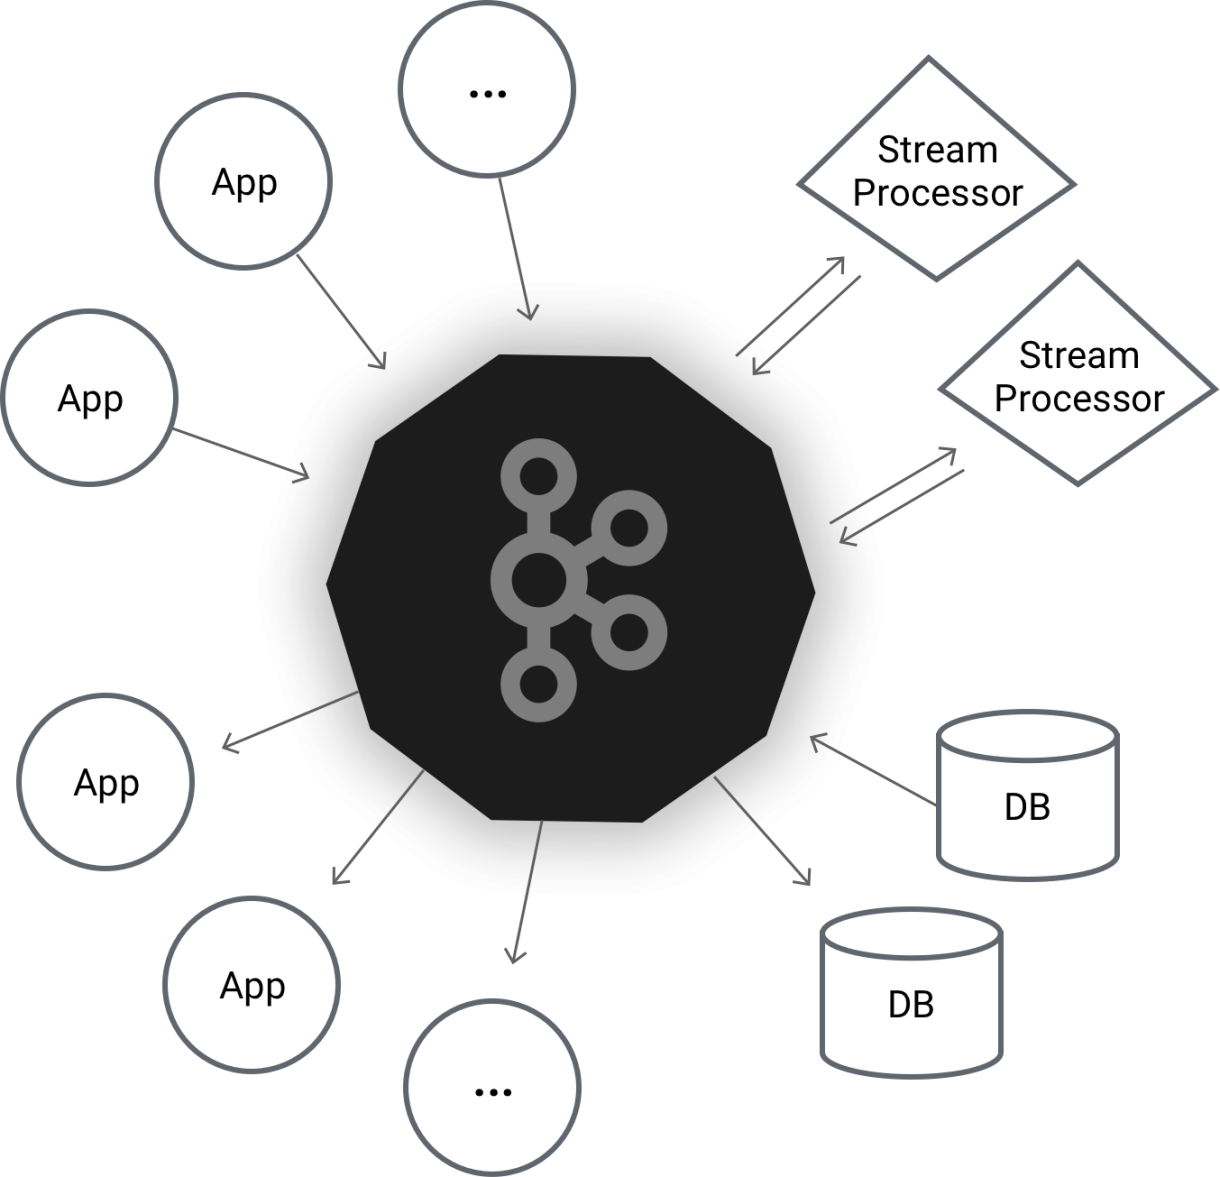 ...
App
Stream
Processor
App
Stream
Processor
App
DB
App
DB
...